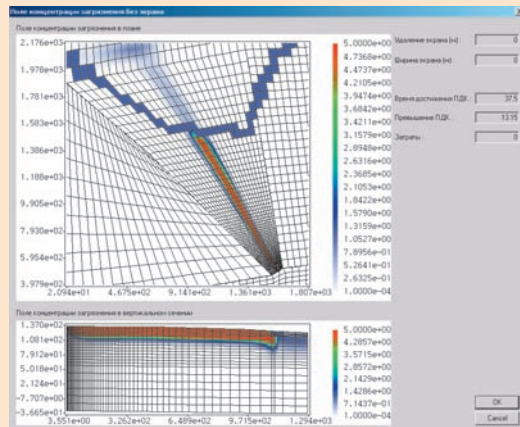 Поле концентрации загрязнения без экрана
Поле концентрации загрязнения в плане
2.176e+03
1.978e+03
1.781e+03
1.583e+03
1.386e+03
1.188e+03
9.905e+02
7.930e+02
5.954e+02
3.979e+02
2.094e+01 4.675e+02 9.141e+02 1.361e+03 1.807e+03
5.0000e+00
4.7368e+00
4.4737e+00
4.2105e+00
3.9474e+00
3.6842e+00
3.4211e+00
3.1579e+00
2.8948e+00
2.6316e+00
2.3685e+00
2.1053e+00
1.8422e+00
1.5790e+00
1.3159e+00
1.0527e+00
7.8956e-01
5.2641e-01
2.6325e-01
1.0000e-04
Удаление экрана (м) 0
Ширина экрана (м) 0
Время достижения ПДК: 37.5
Превышение ПДК: 13.15
Затраты: 0
Поле концентрации загрязнения в вертикальном сечении
1.370e+02
1.081e+02
7.912e+01
5.018e+01
2.124e+01
-7.707e+00
-3.665e+01
3.551e+00 3.262e+02 6.489e+02 9.715e+02 1.294e+03
5.0000e+00
4.2857e+00
3.5715e+00
2.8572e+00
2.1429e+00
1.4286e+00
7.1437e-01
1.0000e-04
OK
Cancel